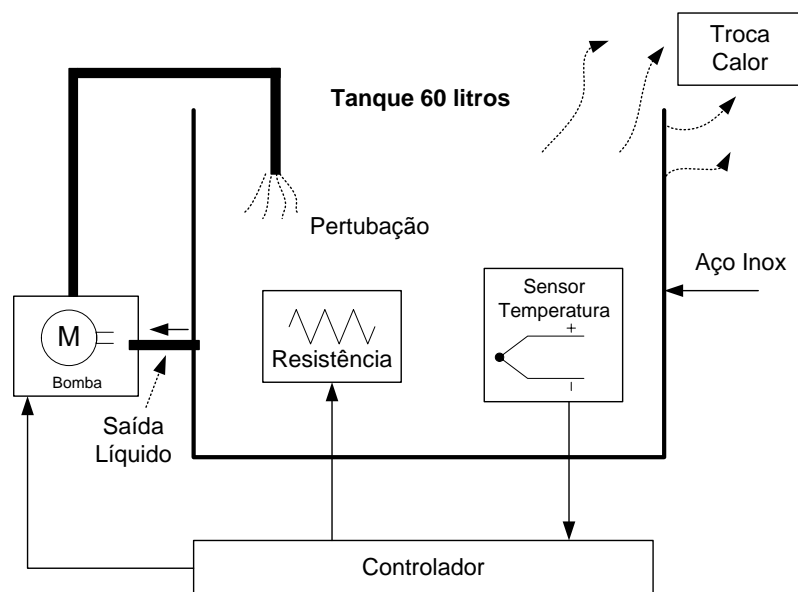 Troca
Calor
Tanque 60 litros
Pertubação
Aço Inox
Sensor
Temperatura
+
M
Resistência
Bomba
Saída
Líquido
Controlador